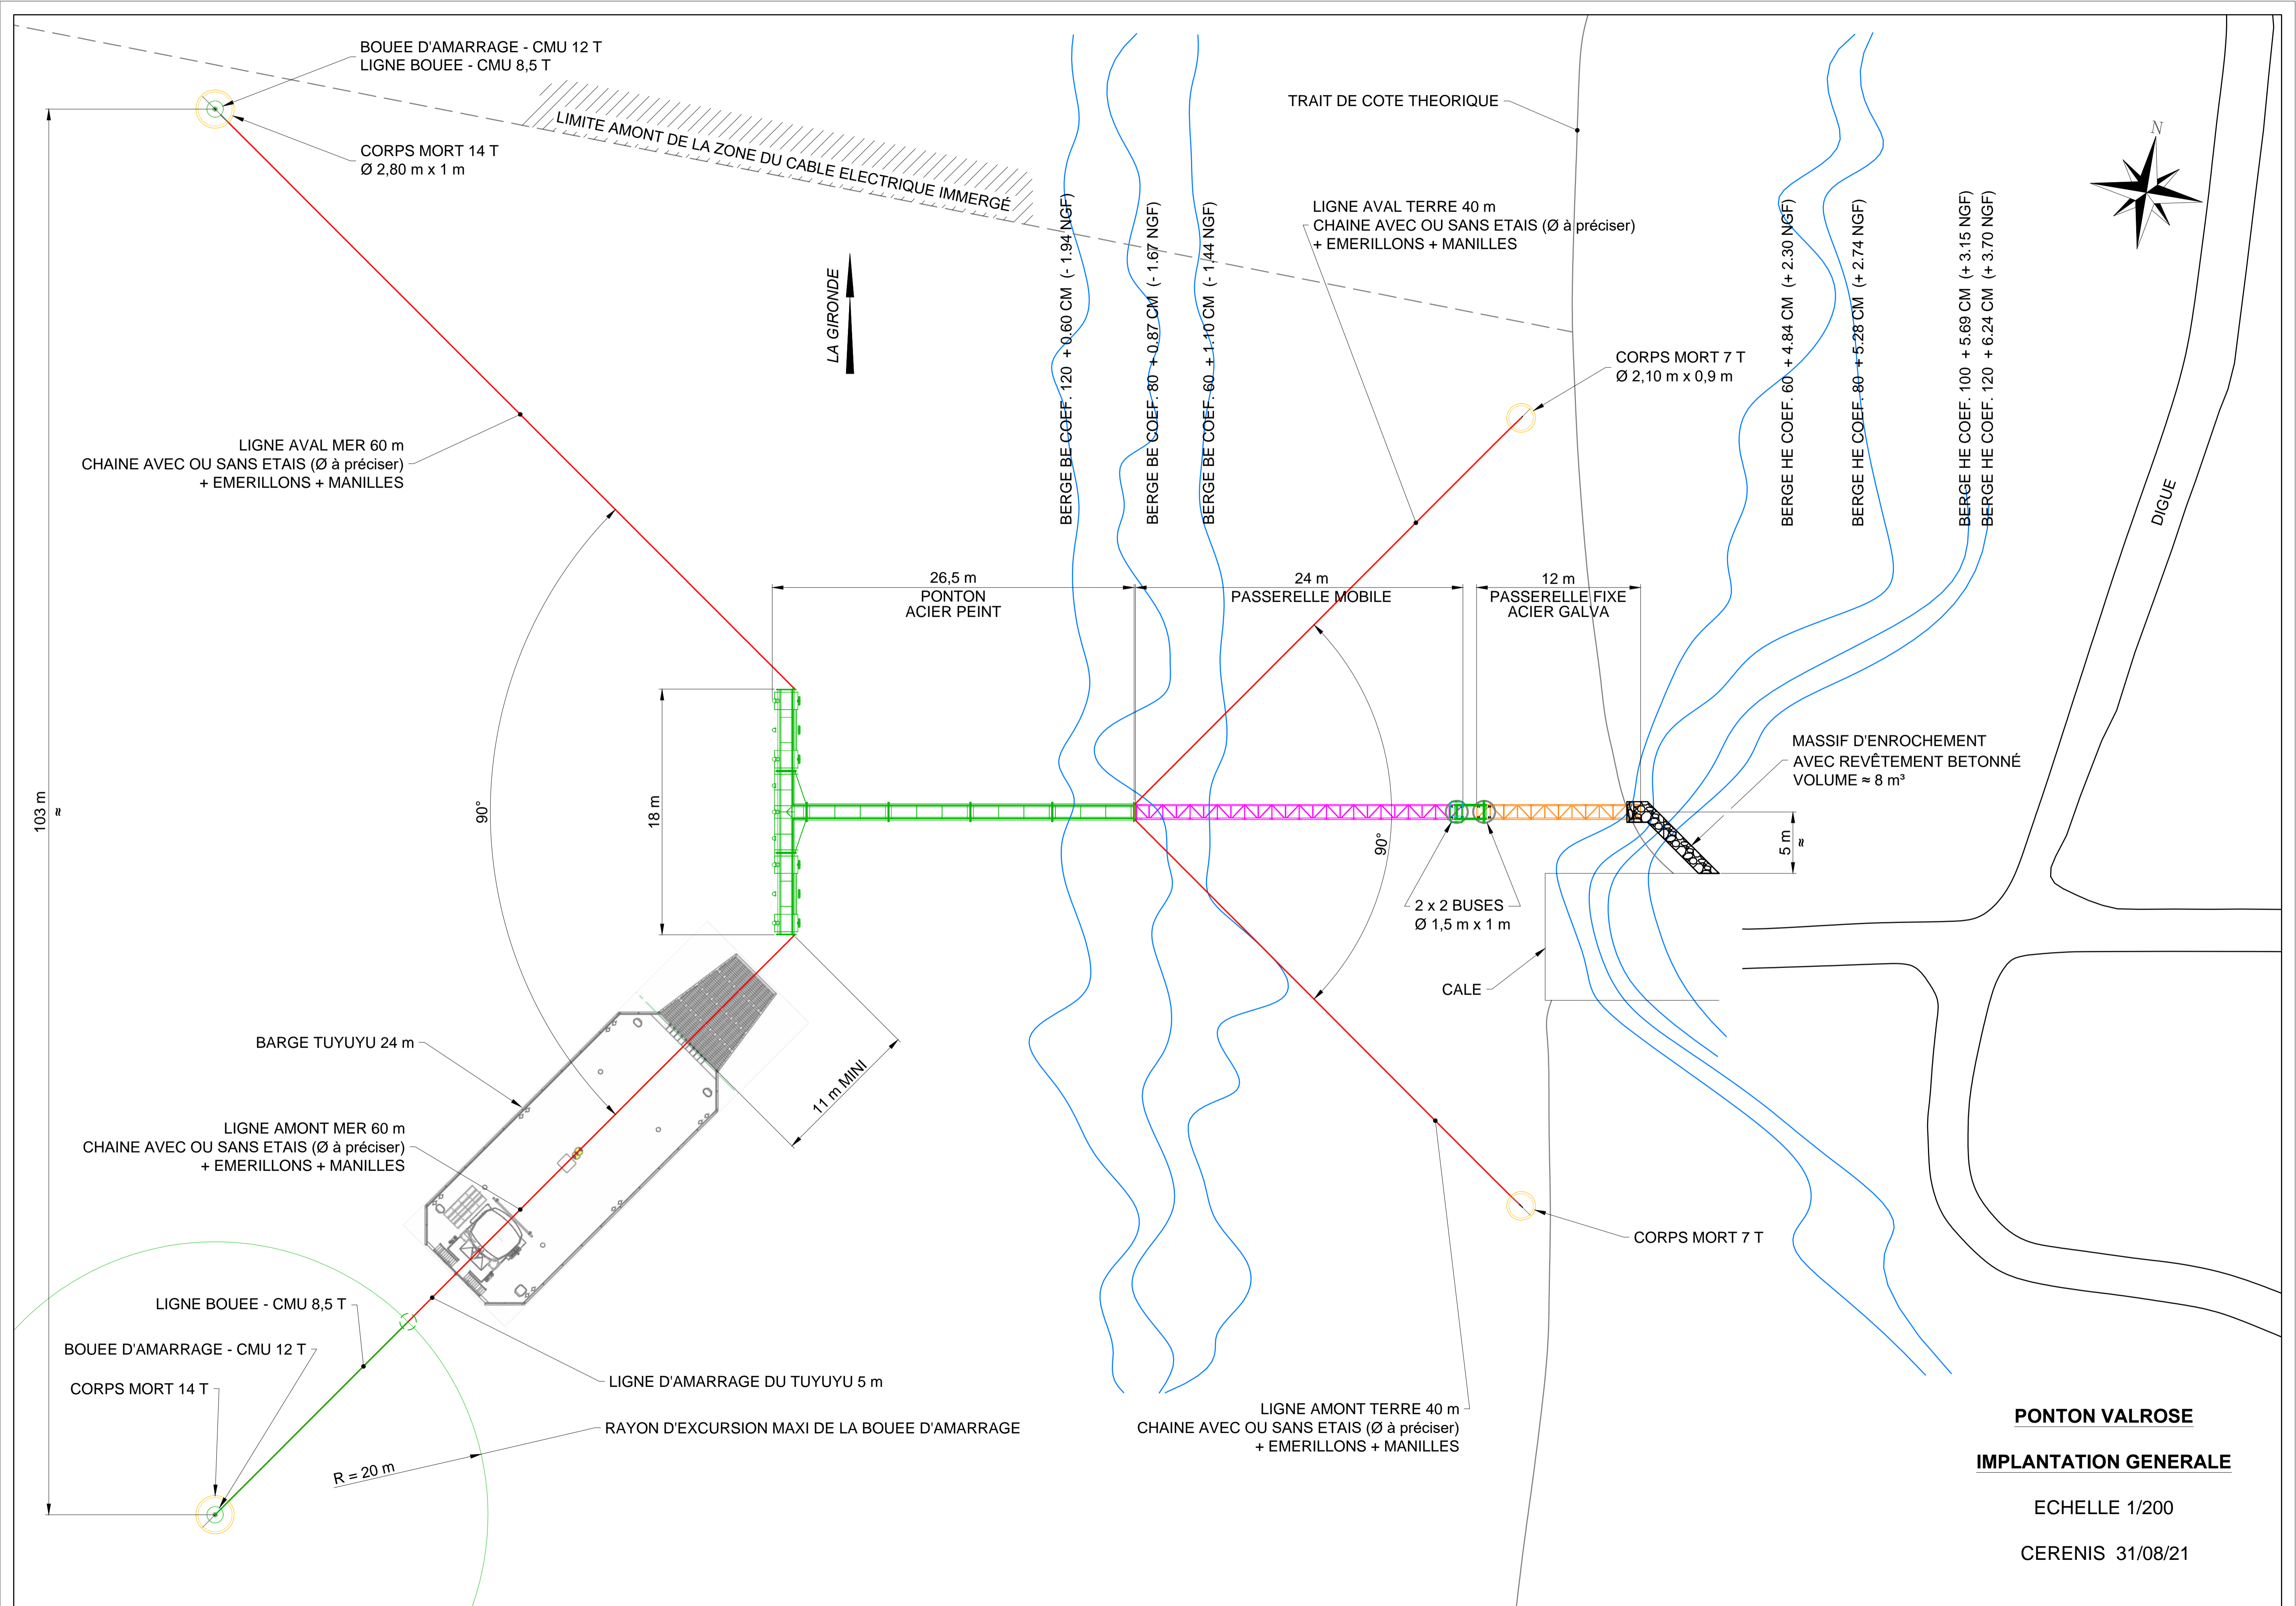 BOUEE D'AMARRAGE - CMU 12 T
LIGNE BOUEE - CMU 8,5 T
CORPS MORT 14 T
Ø 2,80 m x 1 m
LIMITE AMONT DE LA ZONE DU CABLE ELECTRIQUE IMMERGÉ
TRAIT DE COTE THEORIQUE
N
LIGNE AVAL TERRE 40 m
CHAINE AVEC OU SANS ETAIS (Ø à préciser)
+ EMERILLONS + MANILLES
LA GIRONDE
BERGE BE COEF. 120 + 0.60 CM (- 1.94 NGF)
BERGE BE COEF. 80 + 0.87 CM (- 1.67 NGF)
BERGE BE COEF. 60 + 1.10 CM (- 1.44 NGF)
BERGE HE COEF. 60 + 4.84 CM (+ 2.30 NGF)
BERGE HE COEF. 80 + 5.28 CM (+ 2.74 NGF)
BERGE HE COEF. 100 + 5.69 CM (+ 3.15 NGF)
BERGE HE COEF. 120 + 6.24 CM (+ 3.70 NGF)
CORPS MORT 7 T
Ø 2,10 m x 0,9 m
DIGUE
LIGNE AVAL MER 60 m
CHAINE AVEC OU SANS ETAIS (Ø à préciser)
+ EMERILLONS + MANILLES
26,5 m
PONTON
ACIER PEINT
24 m
PASSERELLE MOBILE
12 m
PASSERELLE FIXE
ACIER GALVA
MASSIF D'ENROCHEMENT
AVEC REVÊTEMENT BETONNÉ
VOLUME ≈ 8 m³
103 m
≈
90°
18 m
90°
5 m
≈
2 x 2 BUSES
Ø 1,5 m x 1 m
CALE
BARGE TUYUYU 24 m
11 m MINI
LIGNE AMONT MER 60 m
CHAINE AVEC OU SANS ETAIS (Ø à préciser)
+ EMERILLONS + MANILLES
CORPS MORT 7 T
LIGNE BOUEE - CMU 8,5 T
BOUEE D'AMARRAGE - CMU 12 T
CORPS MORT 14 T
LIGNE D'AMARRAGE DU TUYUYU 5 m
RAYON D'EXCURSION MAXI DE LA BOUEE D'AMARRAGE
R = 20 m
LIGNE AMONT TERRE 40 m
CHAINE AVEC OU SANS ETAIS (Ø à préciser)
+ EMERILLONS + MANILLES
PONTON VALROSE
IMPLANTATION GENERALE
ECHELLE 1/200
CERENIS 31/08/21